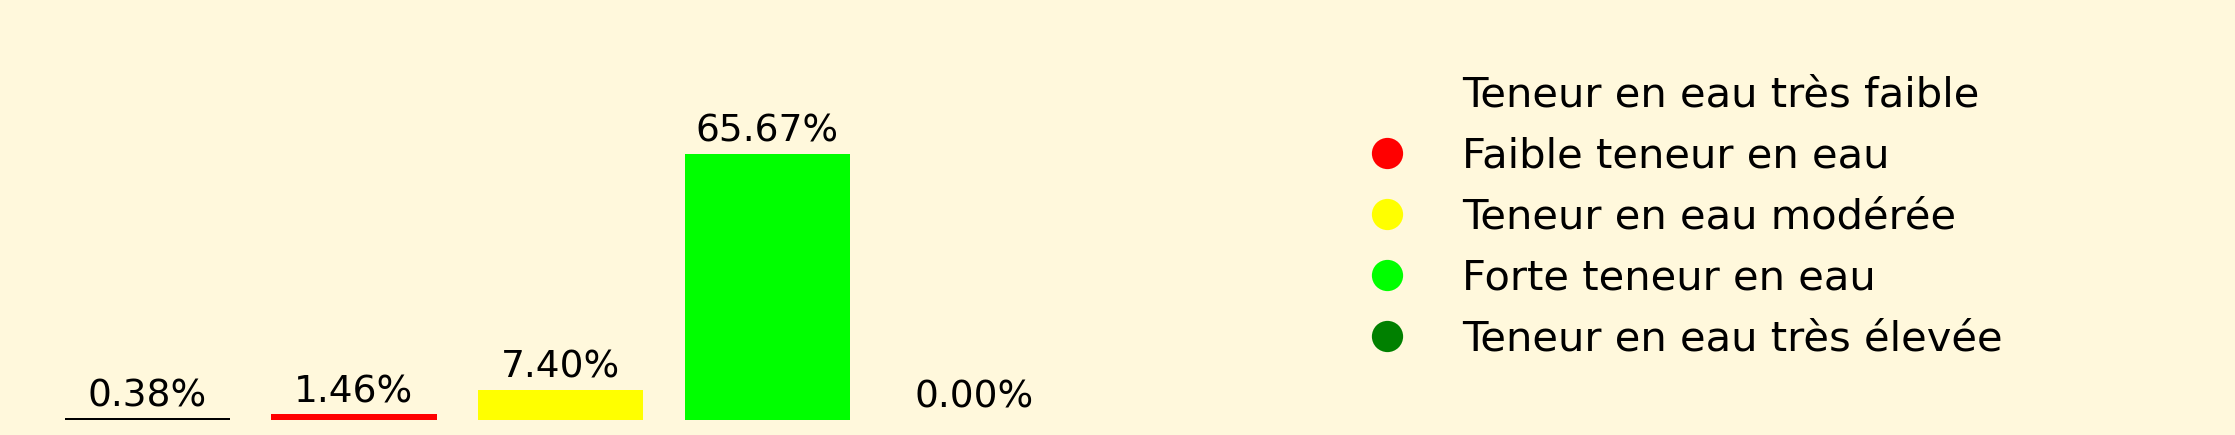 0.38%
1.46%
7.40%
65.67%
0.00%
Teneur en eau très faible
Faible teneur en eau
Teneur en eau modérée
Forte teneur en eau
Teneur en eau très élevée